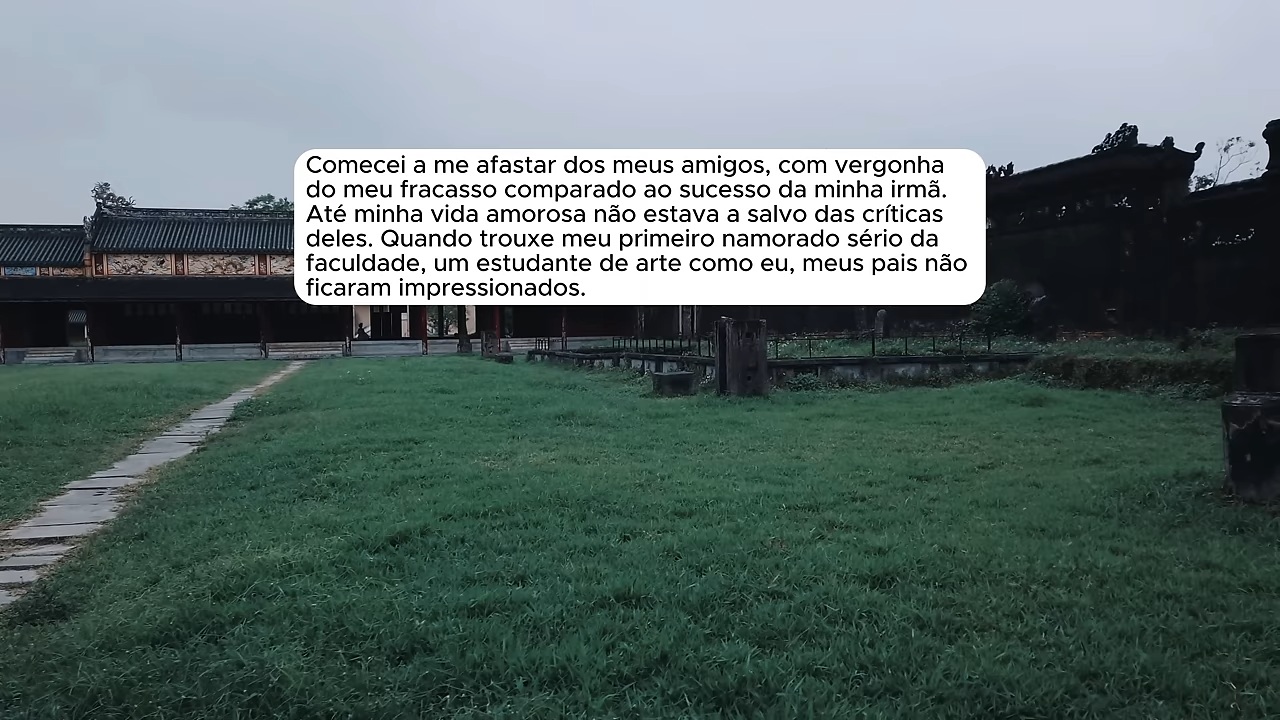 Comecei a me afastar dos meus amigos, com vergonha
do meu fracasso comparado ao sucesso da minha irmã.
Até minha vida amorosa não estava a salvo das críticas
deles. Quando trouxe meu primeiro namorado sério da
faculdade, um estudante de arte como eu, meus pais não
ficaram impressionados.